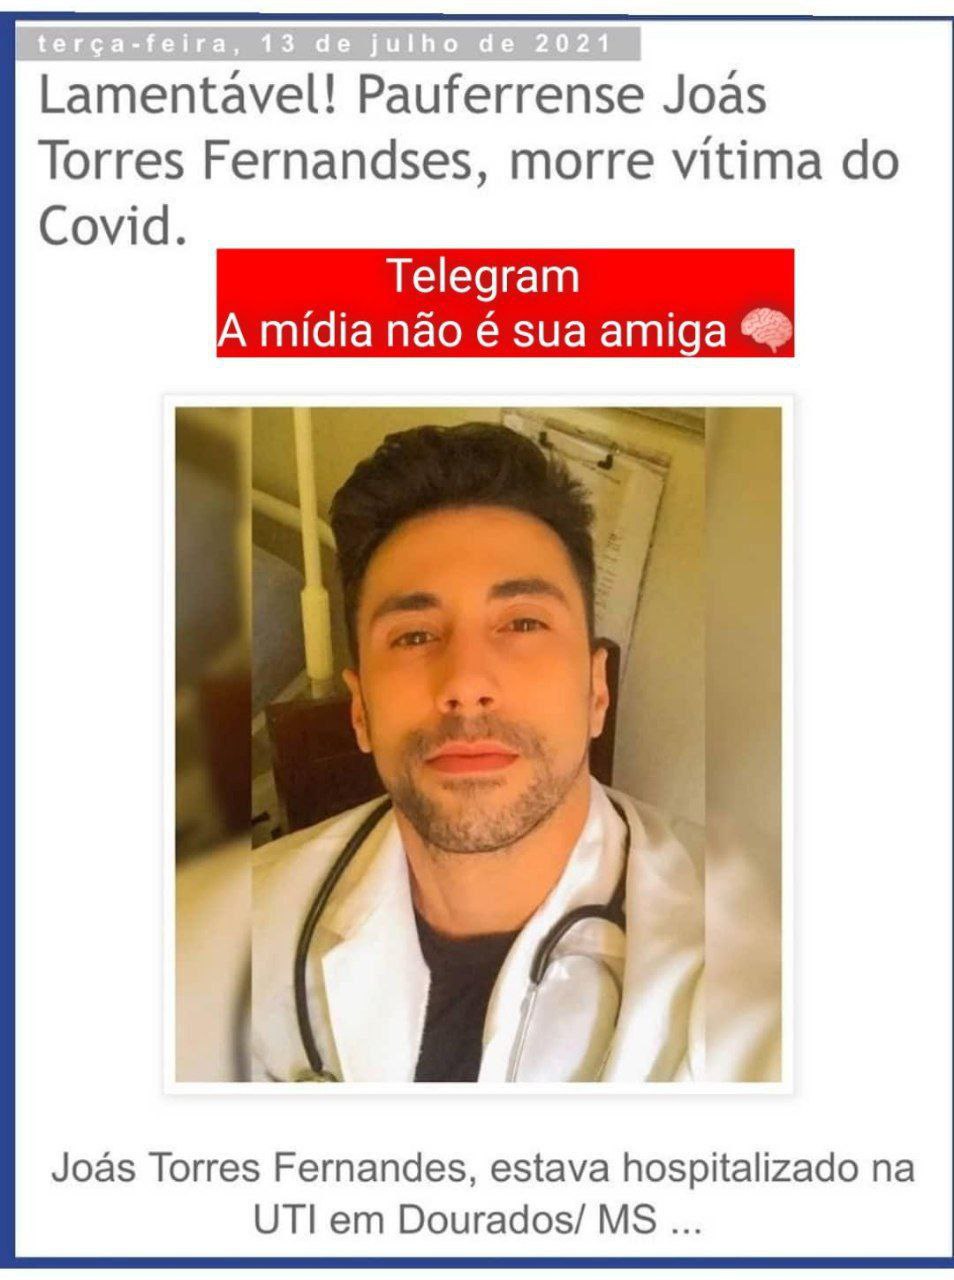 terça-feira, 13 de julho de 2021
Lamentável! Pauferrense Joás
Torres Fernandses, morre vítima do
Covid.
Telegram
A mídia não é sua amiga 🧠
Joás Torres Fernandes, estava hospitalizado na
UTI em Dourados/ MS ...